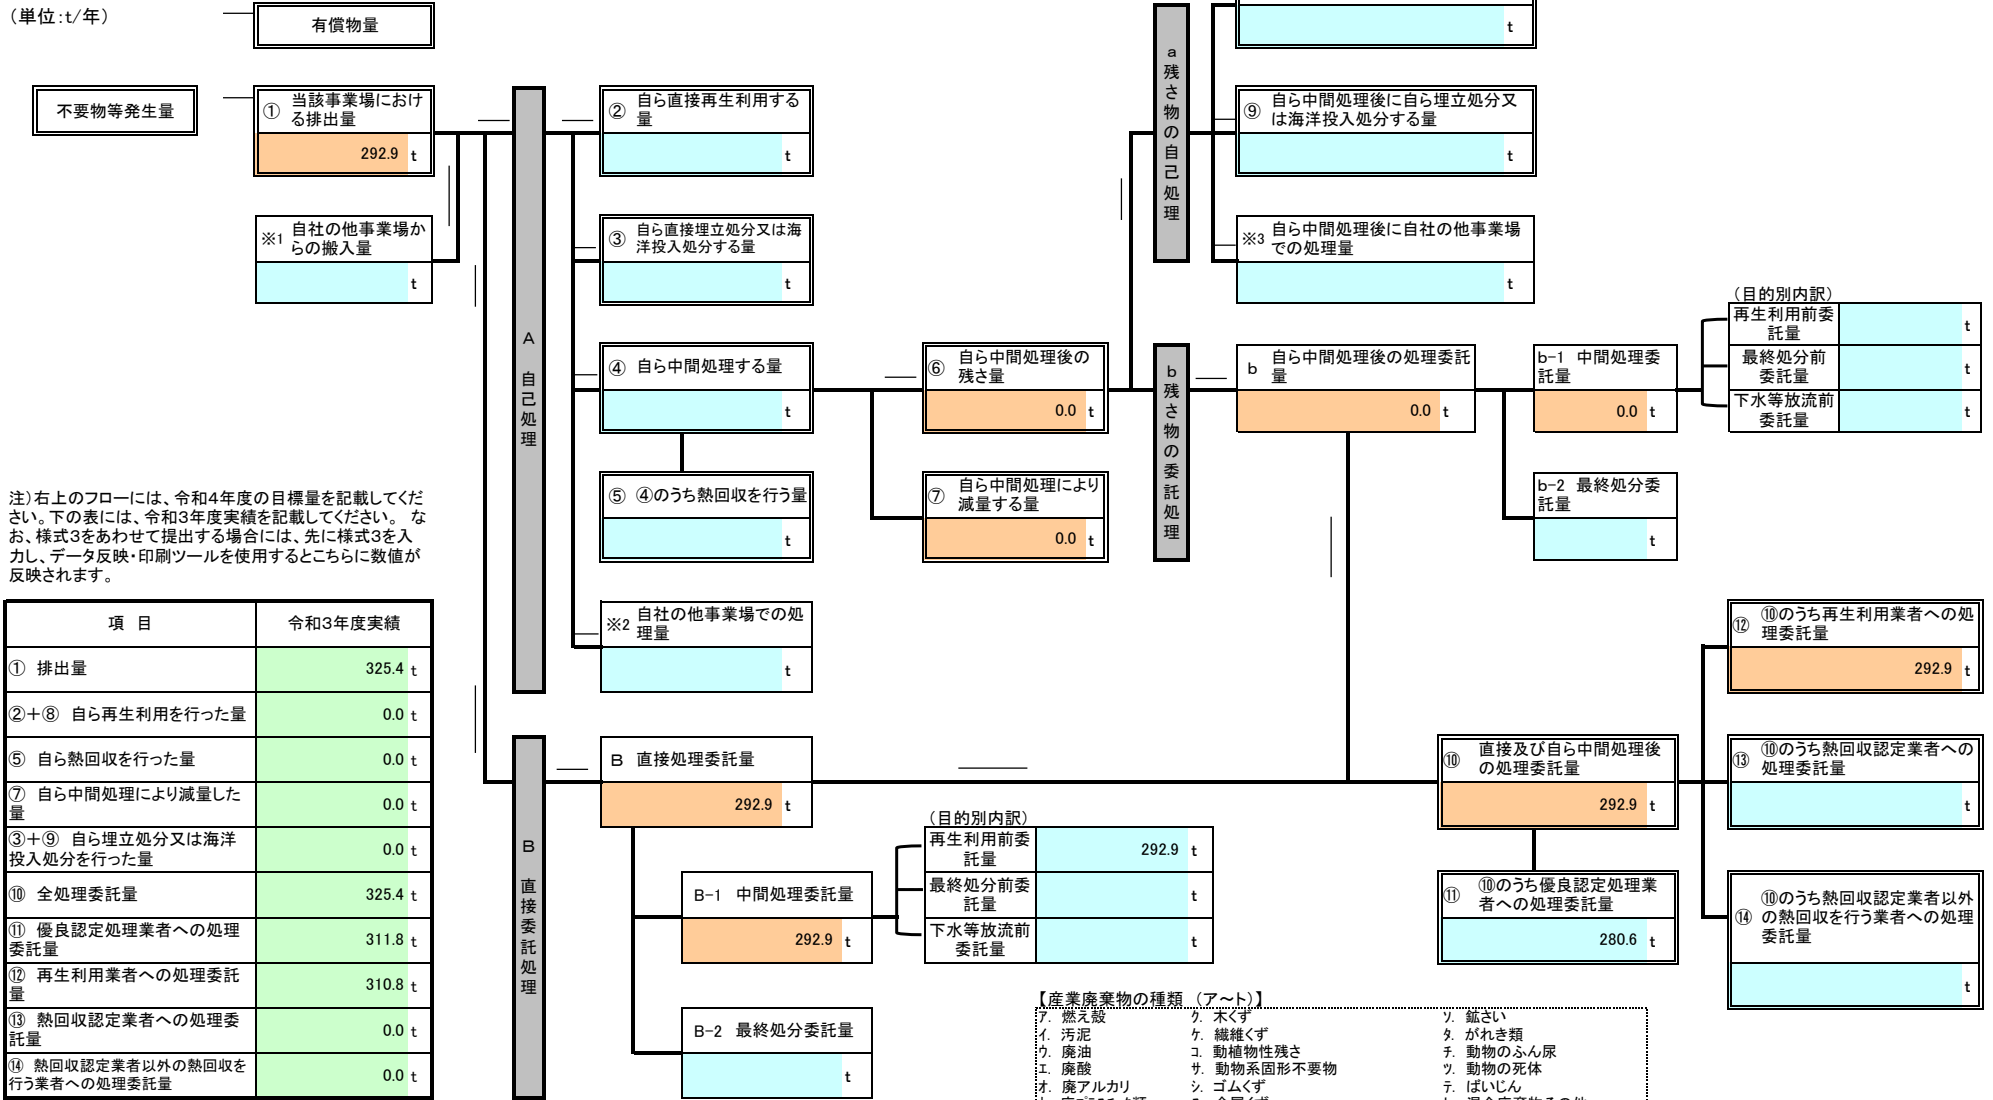 （単位：t/年）
有償物量
不要物等発生量
① 当該事業場におけ
る排出量
292.9 t
※1 自社の他事業場か
らの搬入量
t
A 自己処理
② 自ら直接再生利用する
量
t
③ 自ら直接埋立処分又は海
洋投入処分する量
t
④ 自ら中間処理する量
t
⑤ ④のうち熱回収を行う量
t
※2 自社の他事業場での処
理量
t
⑥ 自ら中間処理後の
残さ量
0.0 t
⑦ 自ら中間処理により
減量する量
0.0 t
a 残さ物の自己処理
t
⑨ 自ら中間処理後に自ら埋立処分又
は海洋投入処分する量
t
※3 自ら中間処理後に自社の他事業場
での処理量
t
b 残さ物の委託処理
b 自ら中間処理後の処理委託
量
0.0 t
b-1 中間処理委
託量
0.0 t
（目的別内訳）
再生利用前委
託量
t
最終処分前
委託量
t
下水等放流前
委託量
t
b-2 最終処分委
託量
t
注）右上のフローには、令和４年度の目標量を記載してくだ
さい。下の表には、令和３年度実績を記載してください。 な
お、様式３をあわせて提出する場合には、先に様式３を入
力し、データ反映・印刷ツールを使用するとこちらに数値が
反映されます。
項 目 令和３年度実績
① 排出量 325.4 t
②＋⑧ 自ら再生利用を行った量 0.0 t
⑤ 自ら熱回収を行った量 0.0 t
⑦ 自ら中間処理により減量した
量 0.0 t
③＋⑨ 自ら埋立処分又は海洋
投入処分を行った量 0.0 t
⑩ 全処理委託量 325.4 t
⑪ 優良認定処理業者への処理
委託量 311.8 t
⑫ 再生利用業者への処理委託
量 310.8 t
⑬ 熱回収認定業者への処理委
託量 0.0 t
⑭ 熱回収認定業者以外の熱回収を
行う業者への処理委託量 0.0 t
B 直接委託処理
B 直接処理委託量
292.9 t
B-1 中間処理委託量
292.9 t
（目的別内訳）
再生利用前委
託量
292.9 t
最終処分前委
託量
t
下水等放流前
委託量
t
B-2 最終処分委託量
t
⑩ 直接及び自ら中間処理後
の処理委託量
292.9 t
⑪ ⑩のうち優良認定処理業
者への処理委託量
280.6 t
⑫ ⑩のうち再生利用業者への処
理委託量
292.9 t
⑬ ⑩のうち熱回収認定業者への
処理委託量
t
⑭ ⑩のうち熱回収認定業者以外
の熱回収を行う業者への処理
委託量
t
【産業廃棄物の種類 （ア～ト）】
ア. 燃え殻 ク. 木くず ソ. 鉱さい
イ. 汚泥 ケ. 繊維くず タ. がれき類
ウ. 廃油 コ. 動植物性残さ チ. 動物のふん尿
エ. 廃酸 サ. 動物系固形不要物 ツ. 動物の死体
オ. 廃アルカリ シ. ゴムくず テ. ばいじん